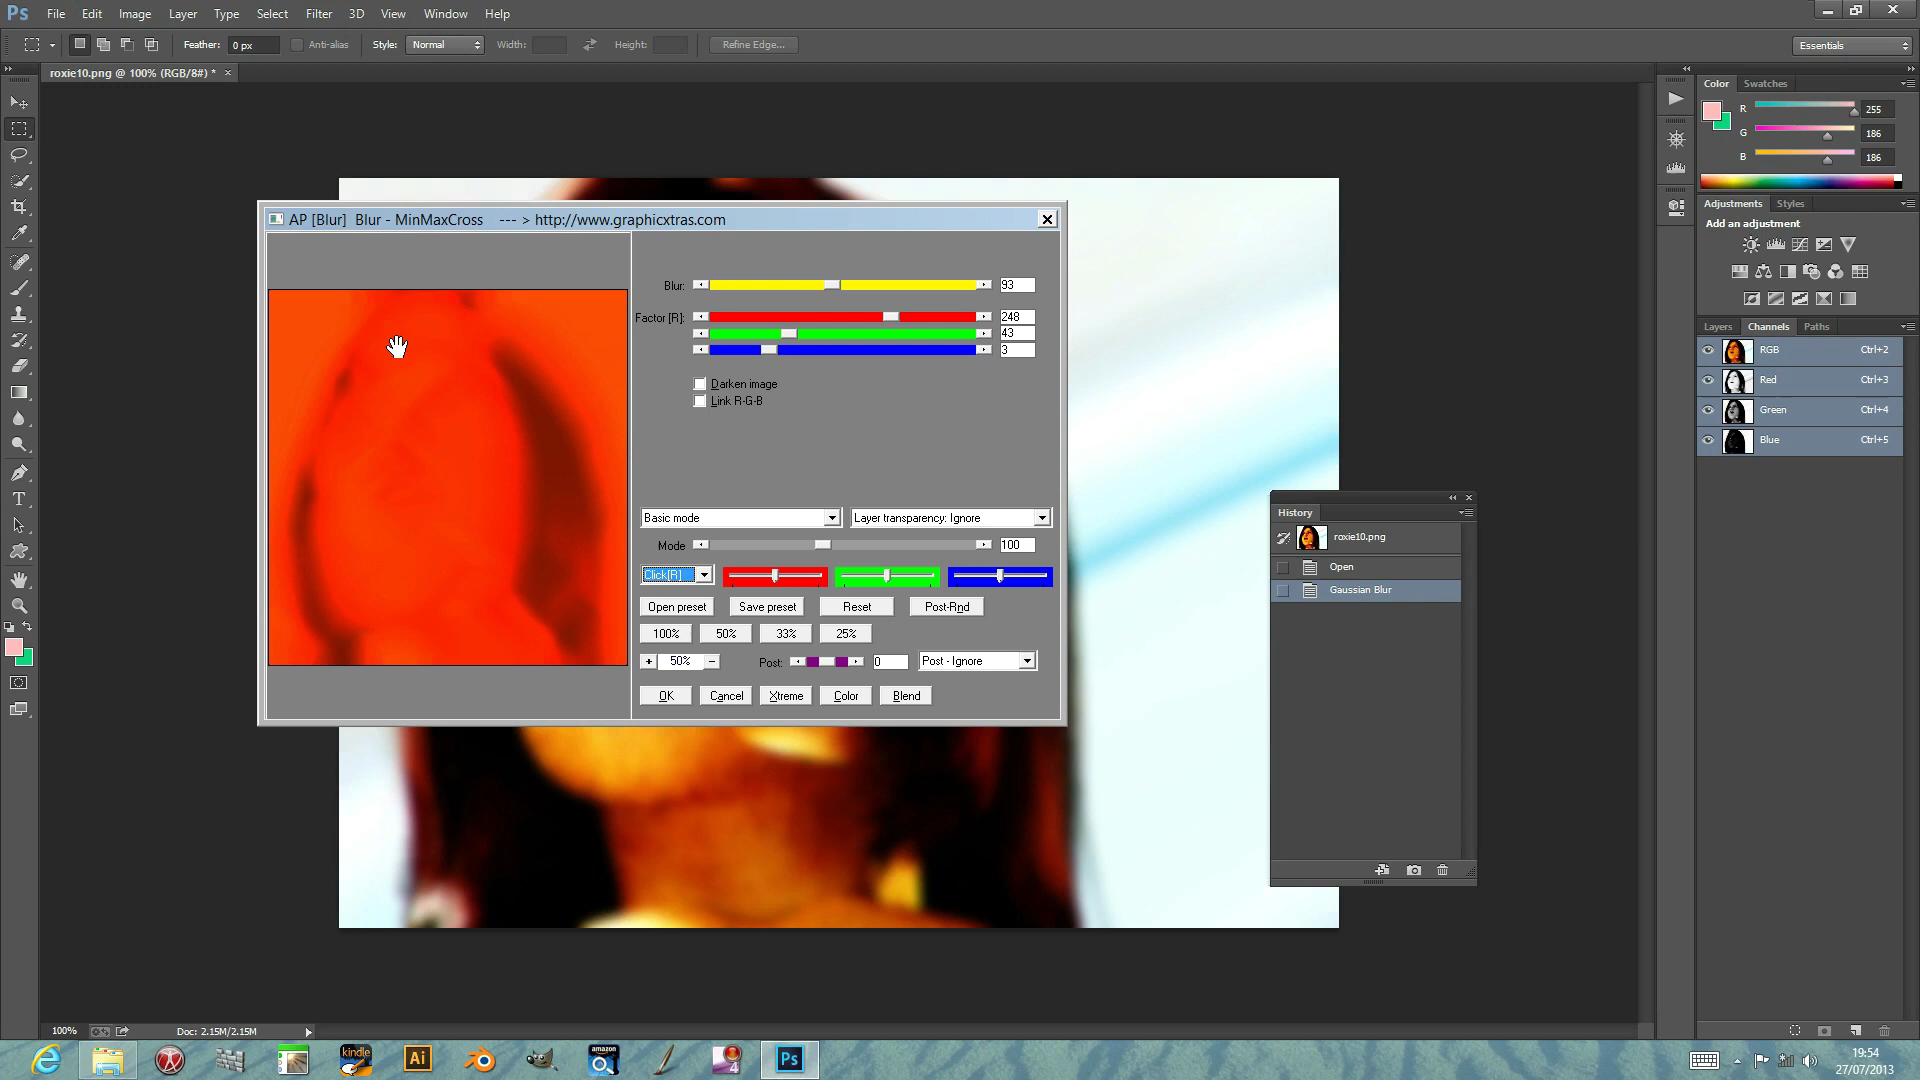 Ps File Edit Image Layer Type Select Filter 3D View Window Help
Feather: 0 px Anti-alias Style: Normal Width: Height: Refine Edge... Essentials
roxie10.png @ 100% (RGB/8#) * ×
AP [Blur] Blur - MinMaxCross --- > http://www.graphicxtras.com
Blur: 93
Factor [R]: 248
43
3
Darken image
Link R-G-B
Basic mode Layer transparency: Ignore
Mode 100
Click[R]
Open preset Save preset Reset Post-Rnd
100% 50% 33% 25%
+ 50% − Post: 0 Post - Ignore
OK Cancel Xtreme Color Blend
Color Swatches
R 255
G 186
B 186
Adjustments Styles
Add an adjustment
Layers Channels Paths
RGB Ctrl+2
Red Ctrl+3
Green Ctrl+4
Blue Ctrl+5
History
roxie10.png
Open
Gaussian Blur
T
100% Doc: 2.15M/2.15M
kindle Ai amazon 4 Ps
19:54
27/07/2013